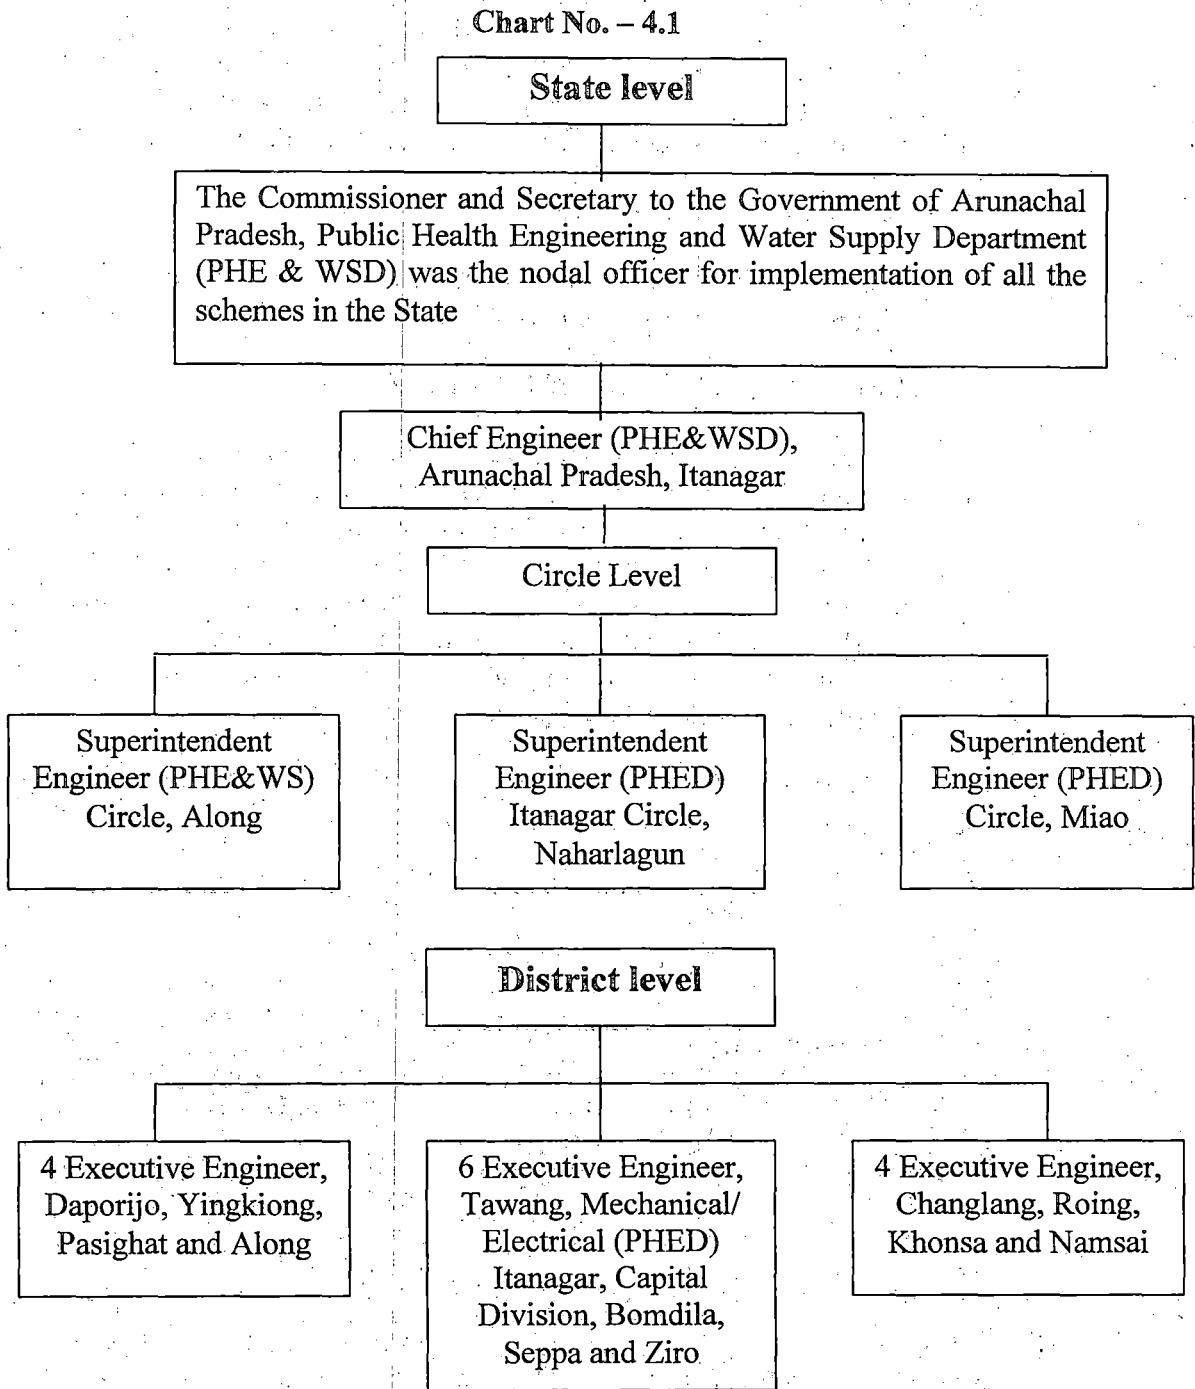 Chart No. – 4.1
State level
The Commissioner and Secretary to the Government of Arunachal
Pradesh, Public Health Engineering and Water Supply Department
(PHE & WSD) was the nodal officer for implementation of all the
schemes in the State
Chief Engineer (PHE&WSD),
Arunachal Pradesh, Itanagar
Circle Level
Superintendent
Engineer (PHE&WS)
Circle, Along
Superintendent
Engineer (PHED)
Itanagar Circle,
Naharlagun
Superintendent
Engineer (PHED)
Circle, Miao
District level
4 Executive Engineer,
Daporijo, Yingkiong,
Pasighat and Along
6 Executive Engineer,
Tawang, Mechanical/
Electrical (PHED)
Itanagar, Capital
Division, Bomdila,
Seppa and Ziro
4 Executive Engineer,
Changlang, Roing,
Khonsa and Namsai